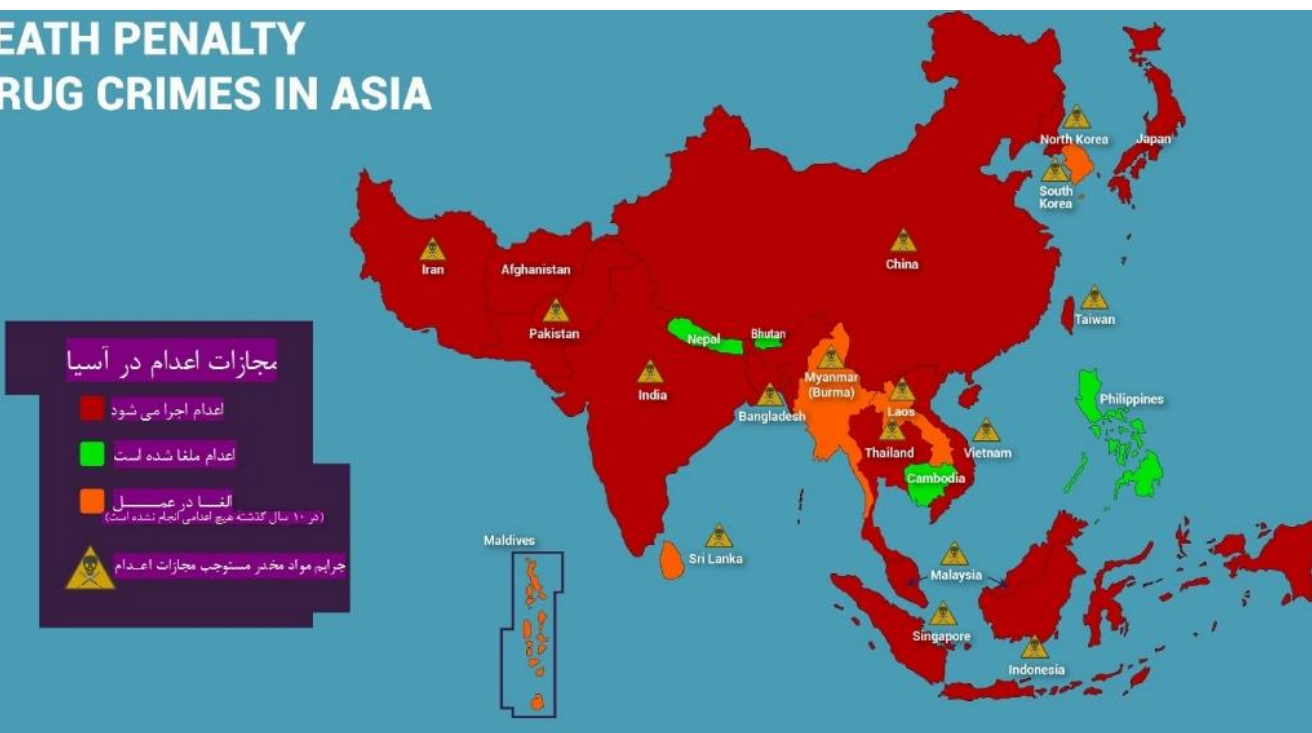 EATH PENALTY
RUG CRIMES IN ASIA
North Korea
Japan
South
Korea
China
Iran
Afghanistan
Pakistan
Taiwan
Nepal
Bhutan
Myanmar
(Burma)
India
Bangladesh
Laos
Philippines
Thailand
Vietnam
Cambodia
Maldives
Sri Lanka
Malaysia
Singapore
Indonesia
مجازات اعدام در آسیا
اعدام اجرا می شود
اعدام ملغا شده است
الغا در عمل
(در ۱۰ سال گذشته هیچ اعدامی انجام نشده است)
جرایم مواد مخدر مستوجب مجازات اعدام